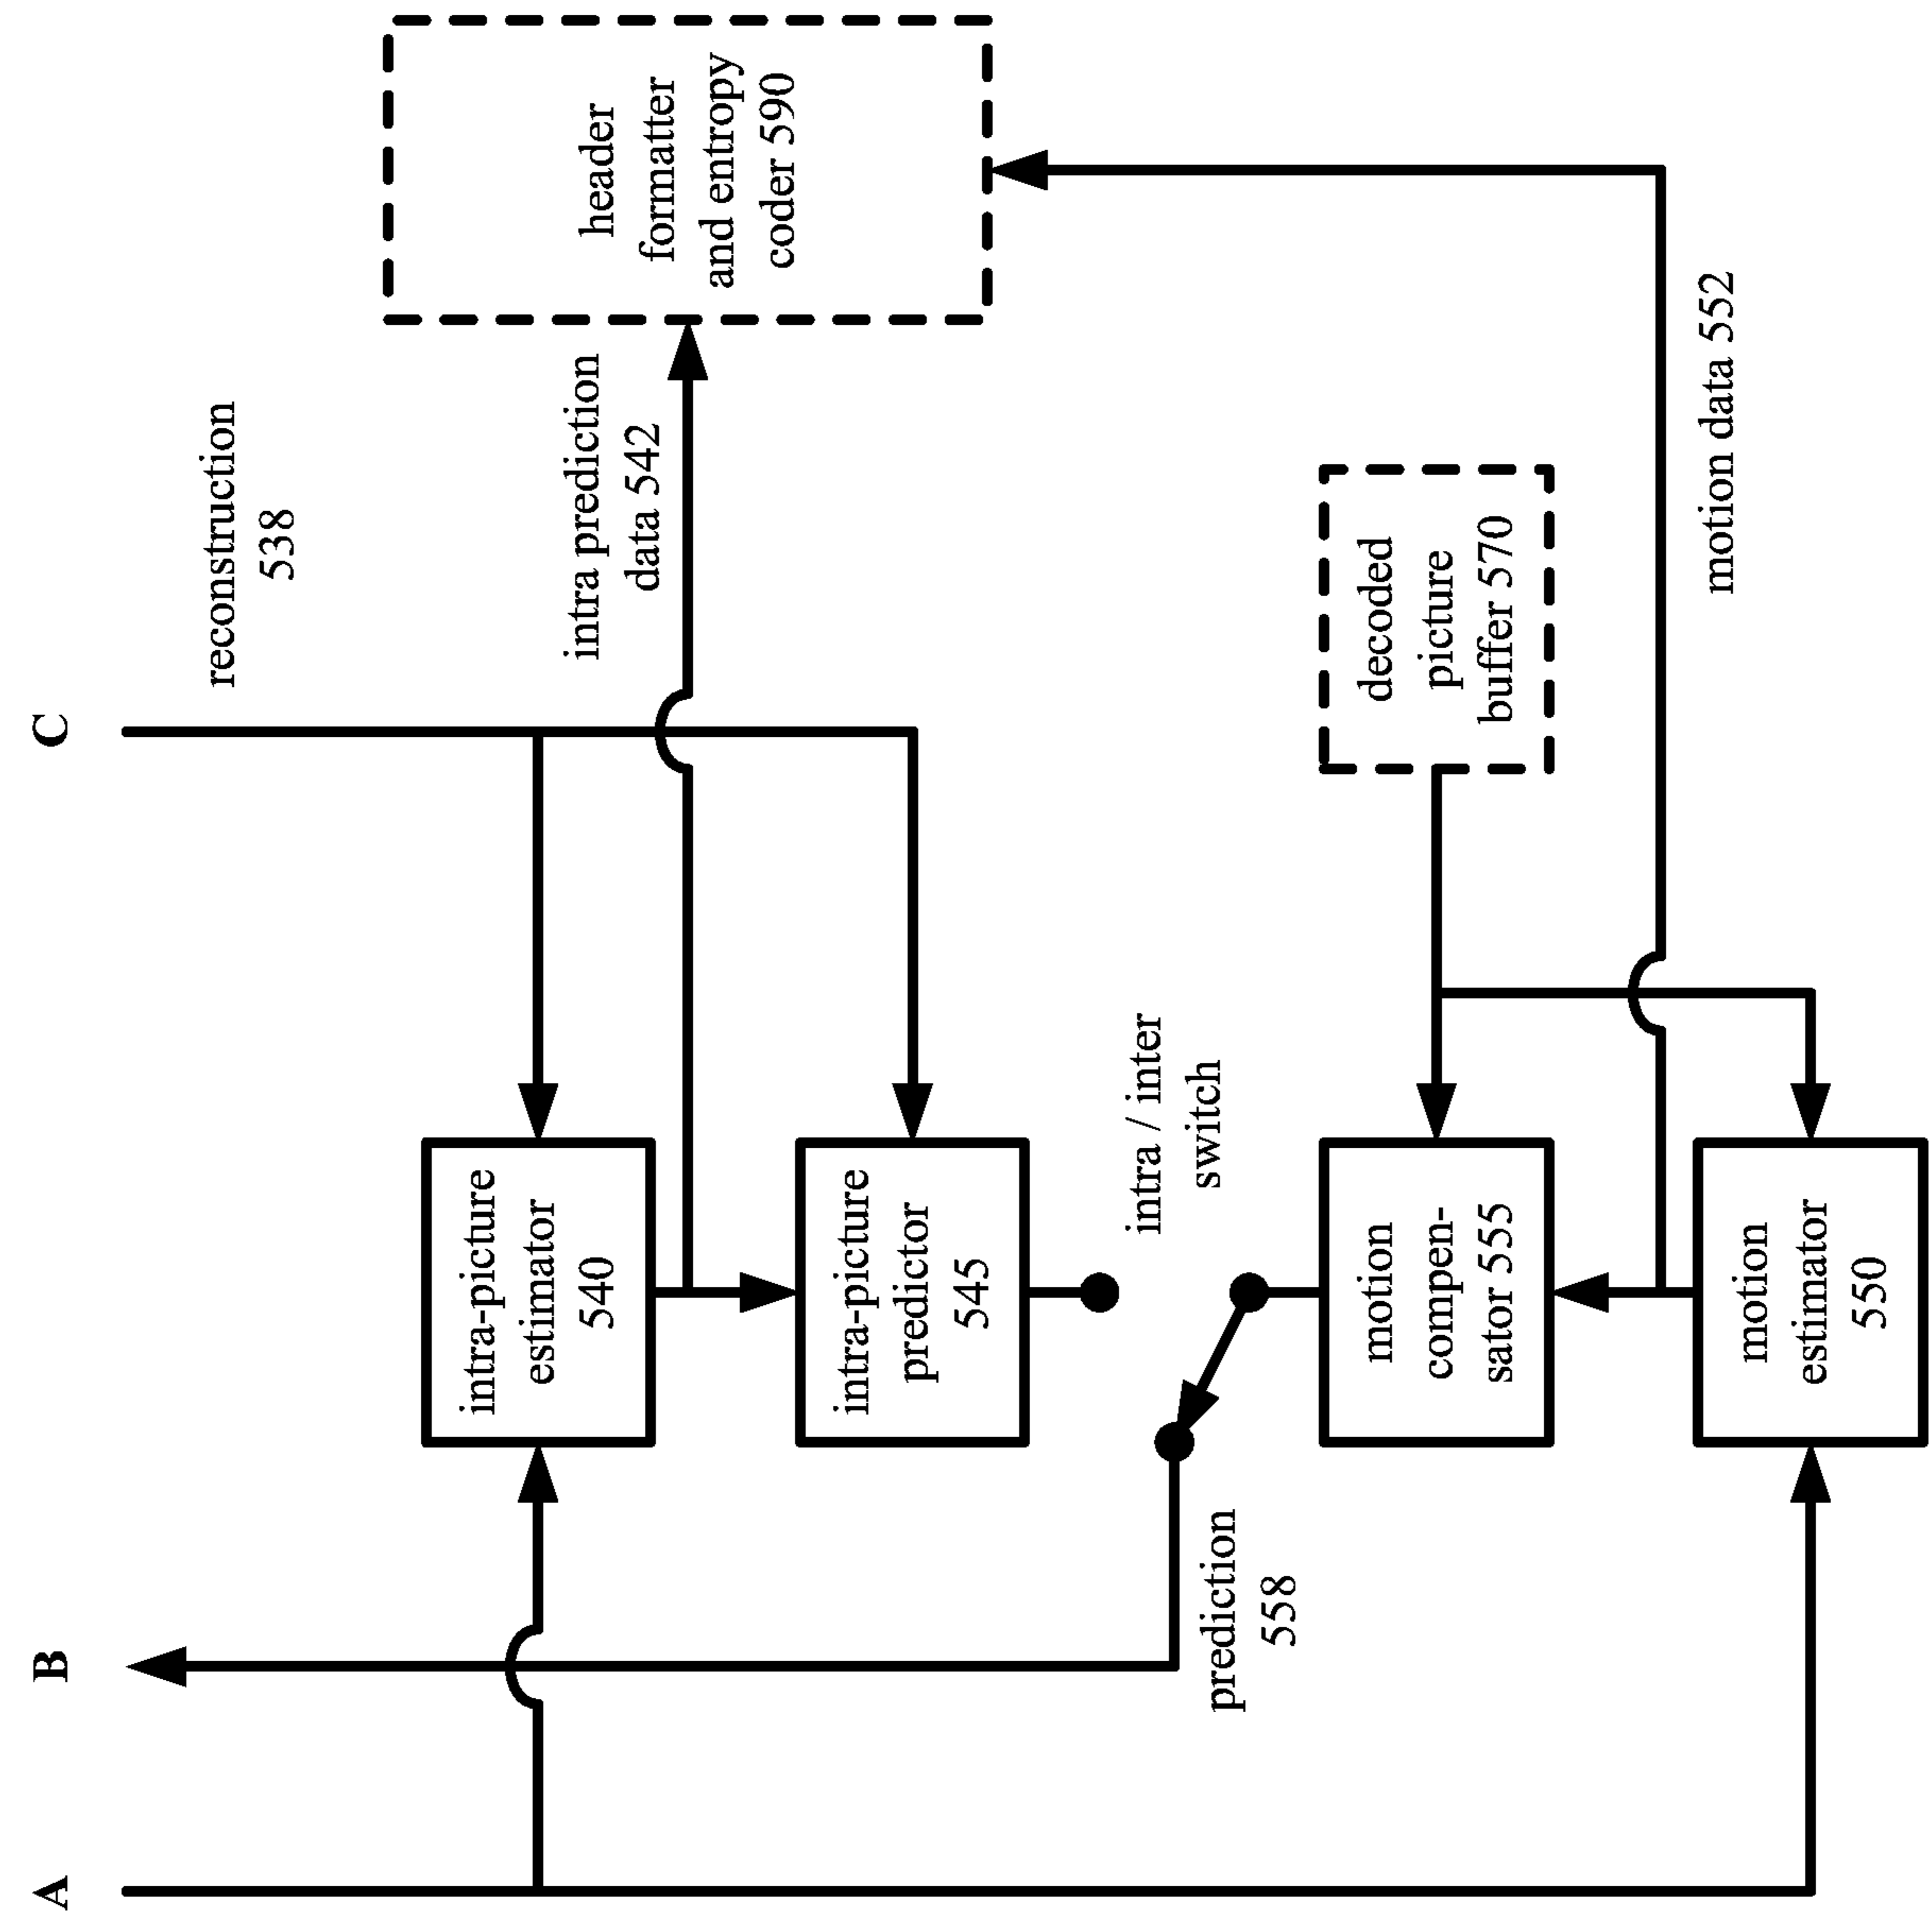 A
B
C
reconstruction
538
intra-picture
estimator
540
intra prediction
data 542
header
formatter
and entropy
coder 590
intra-picture
predictor
545
intra / inter
switch
prediction
558
motion
compen-
sator 555
decoded
picture
buffer 570
motion
estimator
550
motion data 552